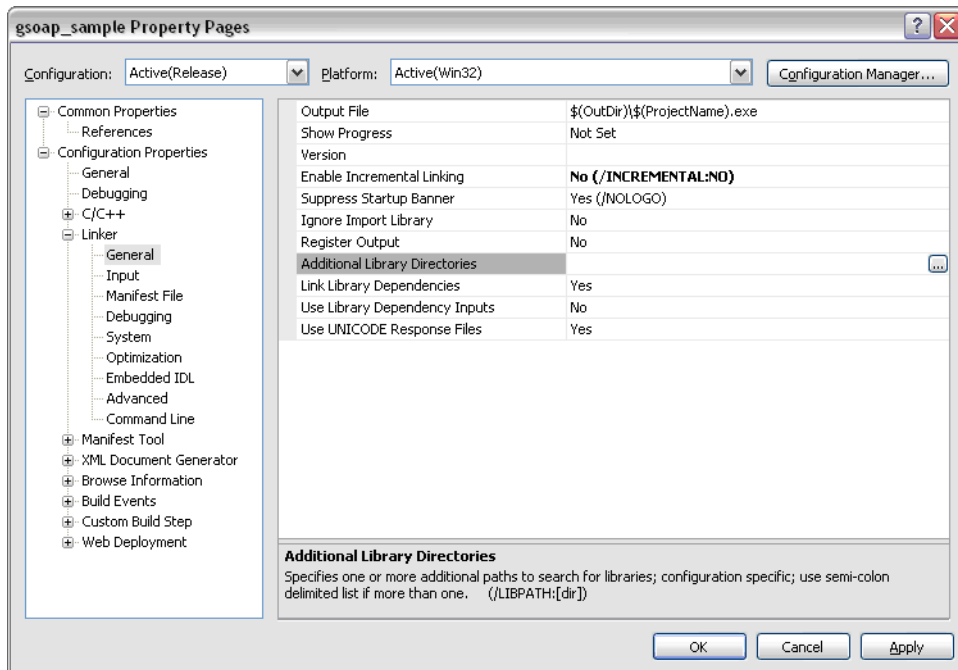 gsoap_sample Property Pages
Configuration: Active(Release) Platform: Active(Win32) Configuration Manager...
Common Properties
References
Configuration Properties
General
Debugging
C/C++
Linker
General
Input
Manifest File
Debugging
System
Optimization
Embedded IDL
Advanced
Command Line
Manifest Tool
XML Document Generator
Browse Information
Build Events
Custom Build Step
Web Deployment
Output File $(OutDir)\$(ProjectName).exe
Show Progress Not Set
Version
Enable Incremental Linking No (/INCREMENTAL:NO)
Suppress Startup Banner Yes (/NOLOGO)
Ignore Import Library No
Register Output No
Additional Library Directories ...
Link Library Dependencies Yes
Use Library Dependency Inputs No
Use UNICODE Response Files Yes
Additional Library Directories
Specifies one or more additional paths to search for libraries; configuration specific; use semi-colon
delimited list if more than one. (/LIBPATH:[dir])
OK Cancel Apply